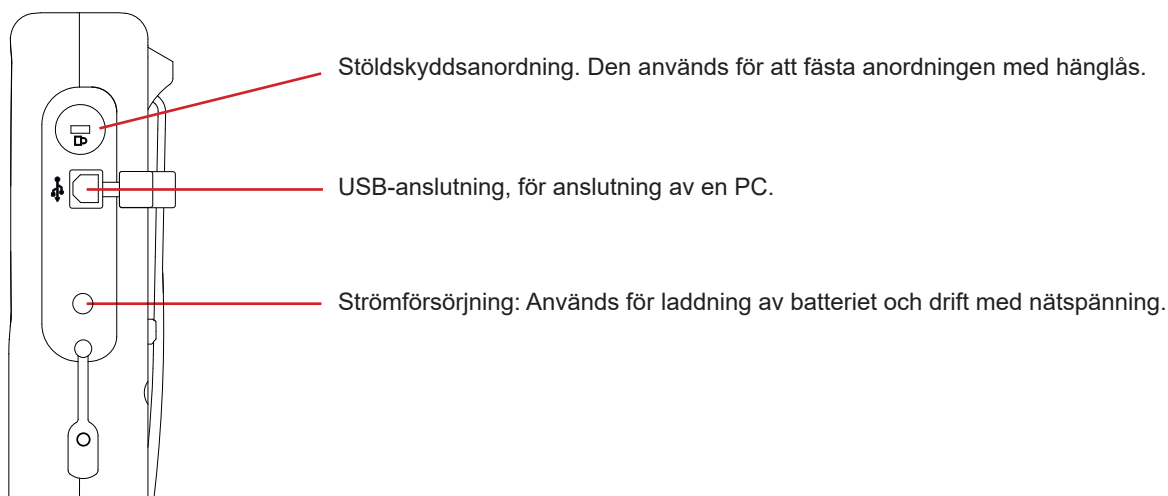 Stöldskyddsanordning. Den används för att fästa anordningen med hänglås.
USB-anslutning, för anslutning av en PC.
Strömförsörjning: Används för laddning av batteriet och drift med nätspänning.